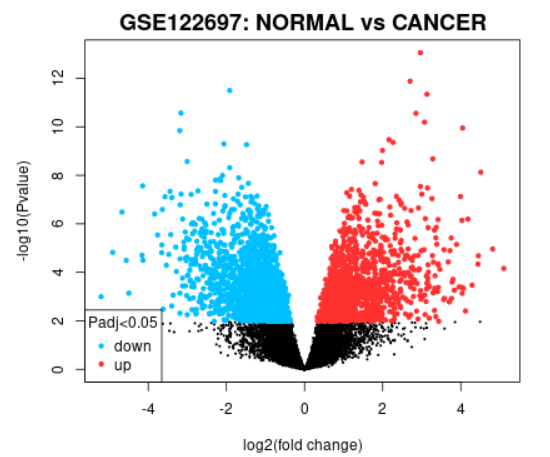 GSE122697: NORMAL vs CANCER
-log10(Pvalue)
12
10
8
6
4
2
0
Padj<0.05
down
up
-4 -2 0 2 4
log2(fold change)